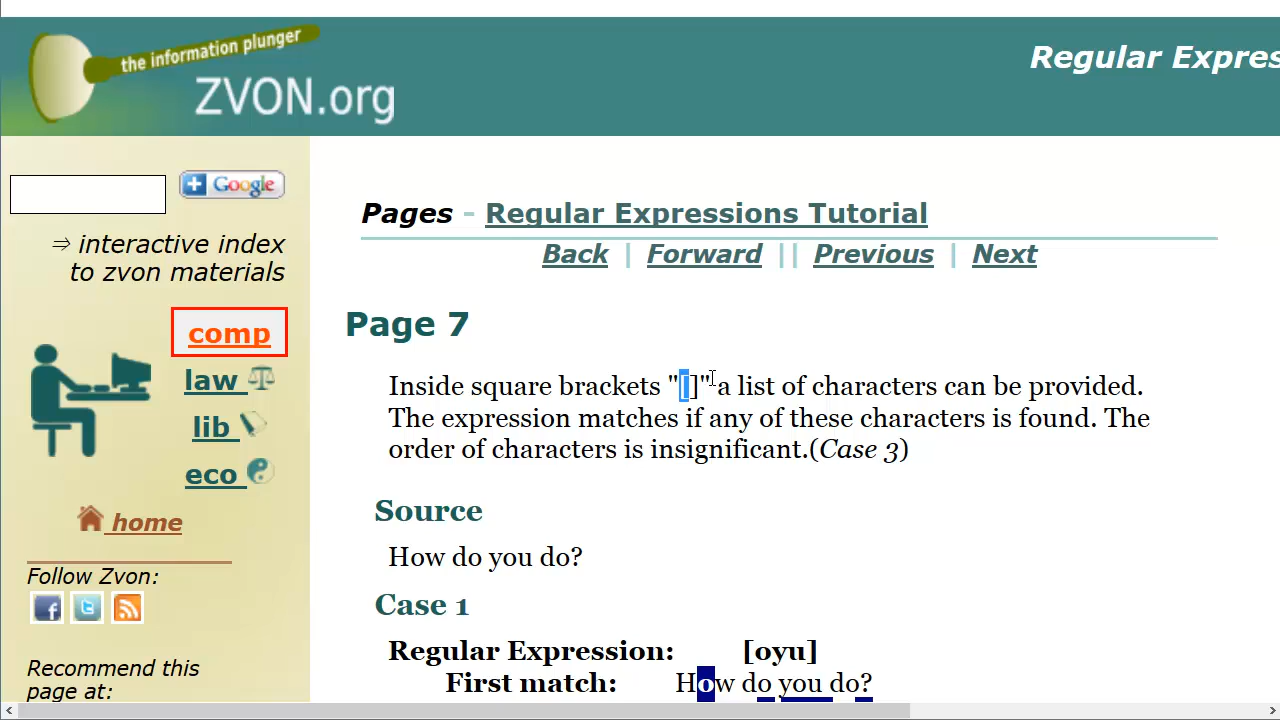 the information plunger
ZVON.org
Regular Expres
Google
⇒ interactive index
to zvon materials
comp
law
lib
eco
home
Follow Zvon:
Recommend this
page at:
Pages - Regular Expressions Tutorial
Back | Forward || Previous | Next
Page 7
Inside square brackets "[]" a list of characters can be provided.
The expression matches if any of these characters is found. The
order of characters is insignificant.(Case 3)
Source
How do you do?
Case 1
Regular Expression: [oyu]
First match: How do you do?